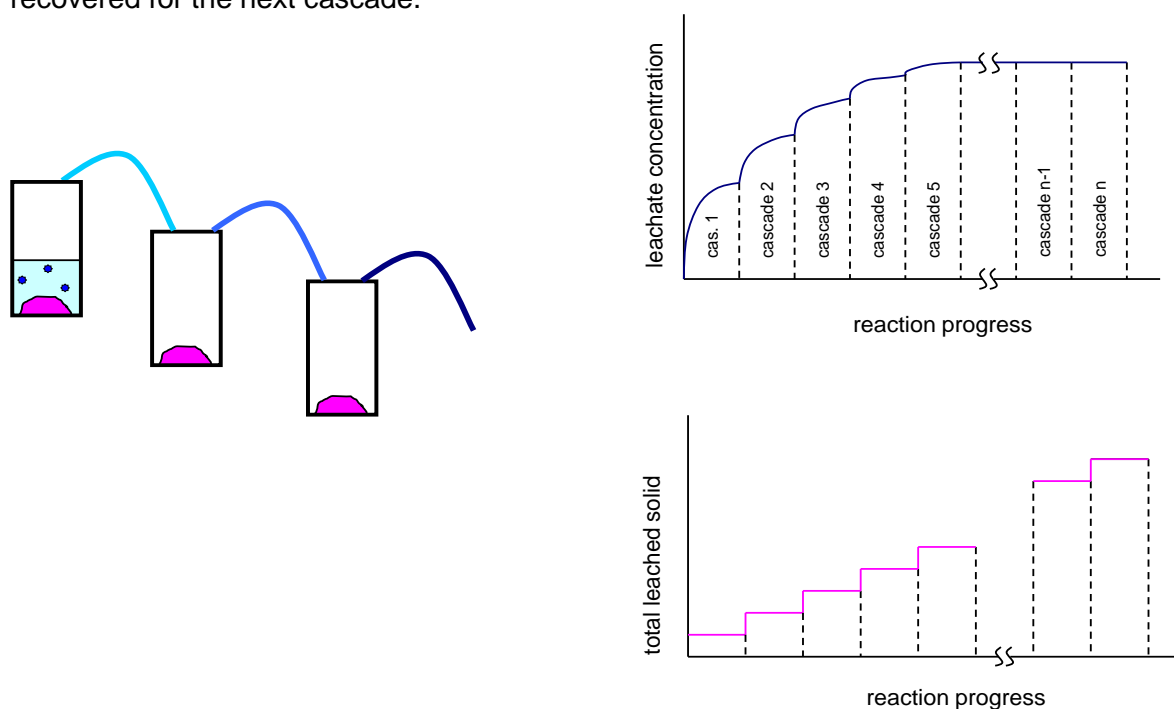 recovered for the next cascade.
leachate concentration
cas. 1
cascade 2
cascade 3
cascade 4
cascade 5
cascade n-1
cascade n
reaction progress
total leached solid
reaction progress